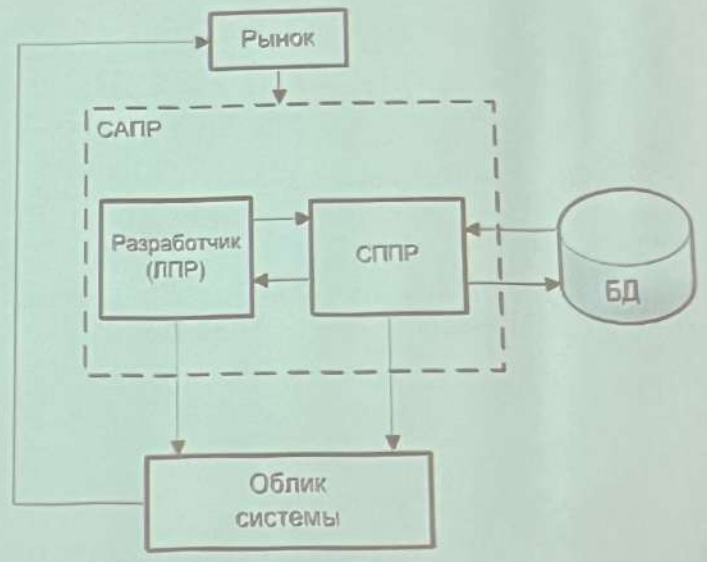 Рынок
САПР
Разработчик
(ЛПР)
СППР
БД
Облик
системы